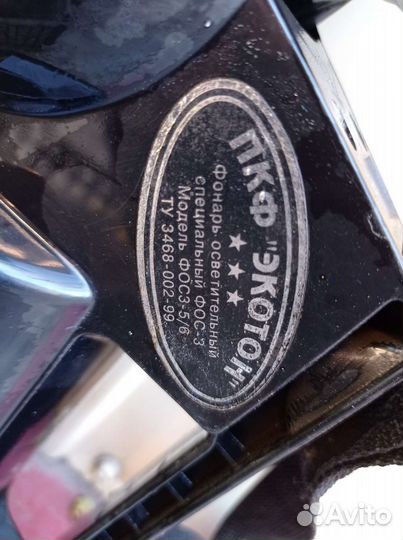 ПКФ "ЭКОТОН"
★ ★ ★
Фонарь осветительный
специальный ФОС-3
Модель ФОС3-5/6
ТУ 3468-002-99
Avito